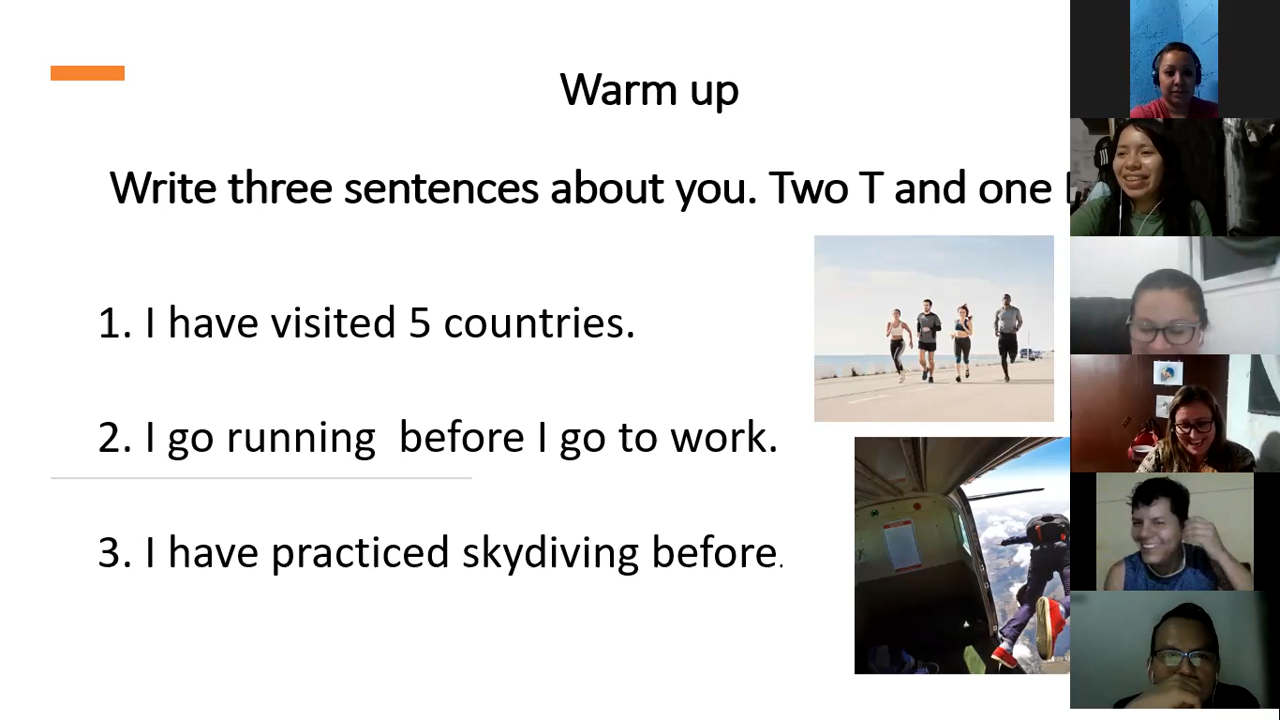 Warm up
Write three sentences about you. Two T and one
1. I have visited 5 countries.
2. I go running  before I go to work.
3. I have practiced skydiving before.